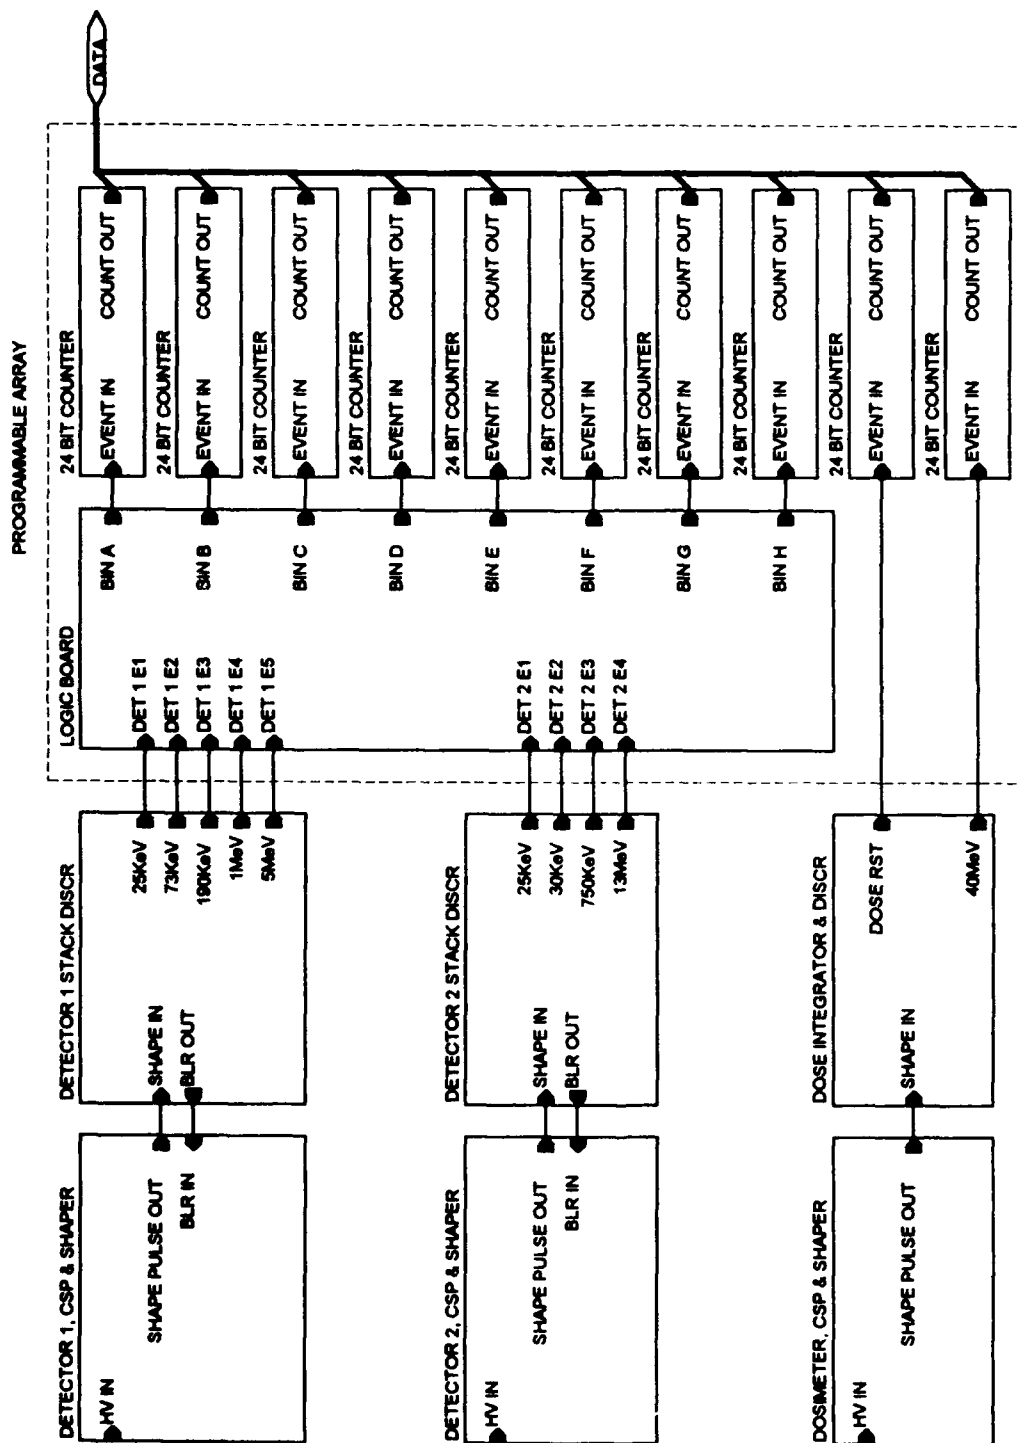 PROGRAMMABLE ARRAY
DATA
DETECTOR 1, CSP & SHAPER
HV IN
SHAPE PULSE OUT
BLR IN
DETECTOR 1 STACK DISCR
SHAPE IN
BLR OUT
25KeV
73KeV
190KeV
1MeV
5MeV
LOGIC BOARD
DET 1 E1
DET 1 E2
DET 1 E3
DET 1 E4
DET 1 E5
DET 2 E1
DET 2 E2
DET 2 E3
DET 2 E4
BIN A
BIN B
BIN C
BIN D
BIN E
BIN F
BIN G
BIN H
24 BIT COUNTER
EVENT IN COUNT OUT
24 BIT COUNTER
EVENT IN COUNT OUT
24 BIT COUNTER
EVENT IN COUNT OUT
24 BIT COUNTER
EVENT IN COUNT OUT
24 BIT COUNTER
EVENT IN COUNT OUT
24 BIT COUNTER
EVENT IN COUNT OUT
24 BIT COUNTER
EVENT IN COUNT OUT
24 BIT COUNTER
EVENT IN COUNT OUT
24 BIT COUNTER
EVENT IN COUNT OUT
24 BIT COUNTER
EVENT IN COUNT OUT
DETECTOR 2, CSP & SHAPER
HV IN
SHAPE PULSE OUT
BLR IN
DETECTOR 2 STACK DISCR
SHAPE IN
BLR OUT
25KeV
30KeV
750KeV
13MeV
DOSIMETER, CSP & SHAPER
HV IN
SHAPE PULSE OUT
DOSE INTEGRATOR & DISCR
SHAPE IN
DOSE RST
40MeV